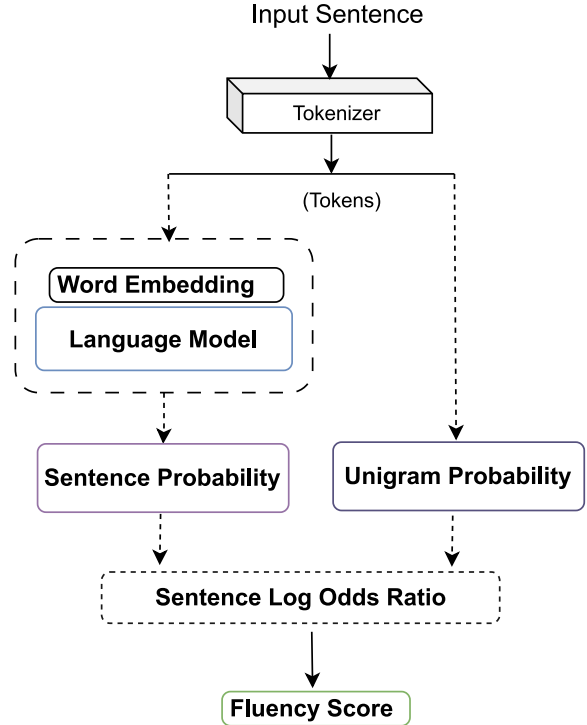 Input Sentence
Tokenizer
(Tokens)
Word Embedding
Language Model
Sentence Probability
Unigram Probability
Sentence Log Odds Ratio
Fluency Score